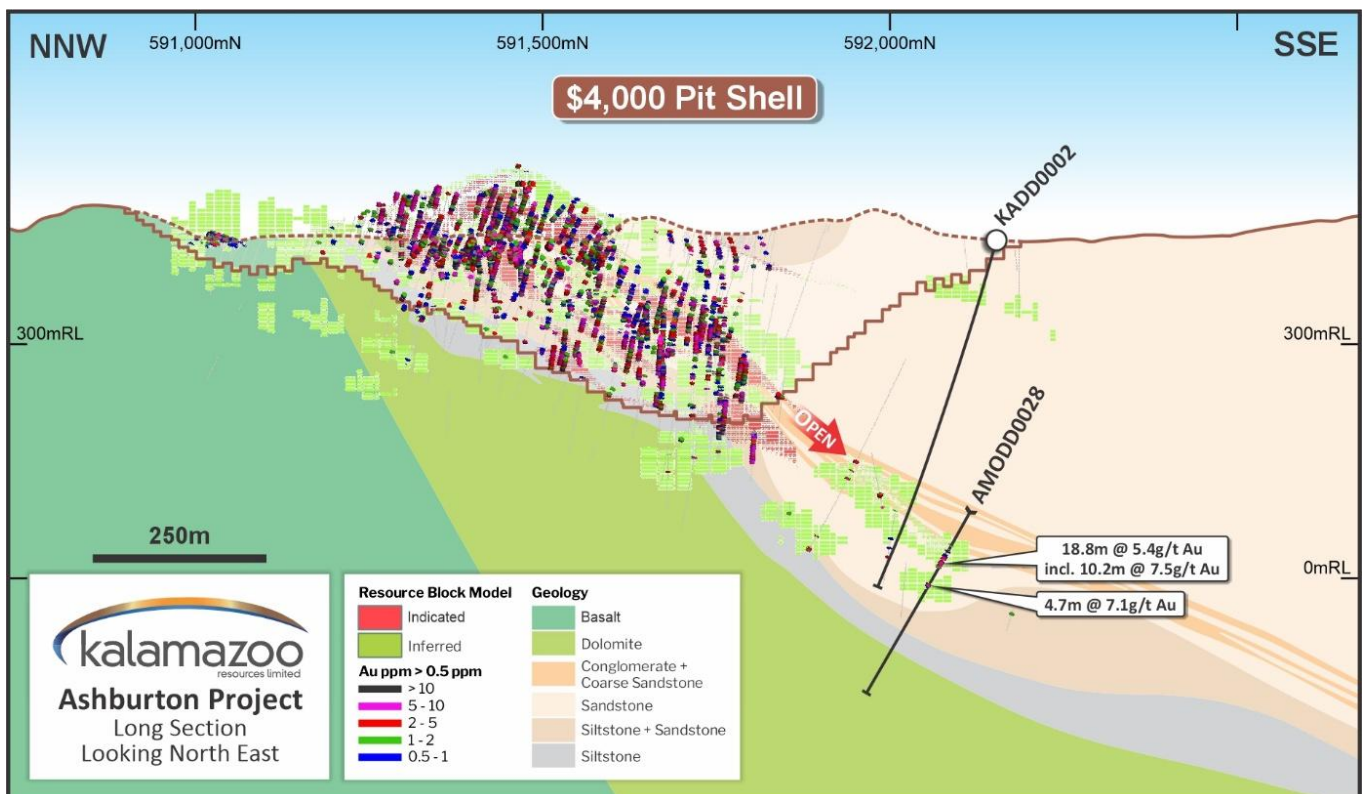 NNW
591,000mN
591,500mN
592,000mN
SSE
$4,000 Pit Shell
KADD0002
300mRL
300mRL
OPEN
AMODD0028
250m
18.8m @ 5.4g/t Au
incl. 10.2m @ 7.5g/t Au
0mRL
4.7m @ 7.1g/t Au
kalamazoo
resources limited
Ashburton Project
Long Section
Looking North East
Resource Block Model
Indicated
Inferred
Au ppm > 0.5 ppm
> 10
5 - 10
2 - 5
1 - 2
0.5 - 1
Geology
Basalt
Dolomite
Conglomerate +
Coarse Sandstone
Sandstone
Siltstone + Sandstone
Siltstone